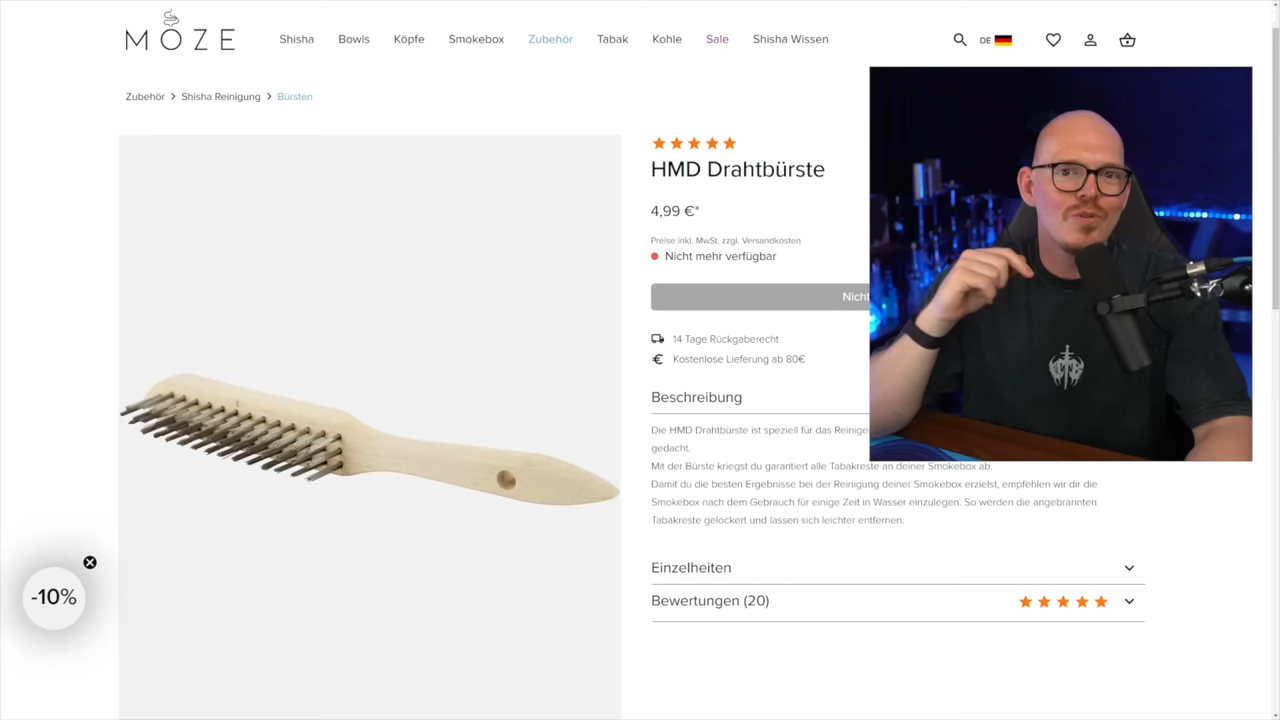 MOZE
Shisha Bowls Köpfe Smokebox Zubehör Tabak Kohle Sale Shisha Wissen
DE
Zubehör > Shisha Reinigung > Bürsten
HMD Drahtbürste
4,99 €*
Preise inkl. MwSt. zzgl. Versandkosten
Nicht mehr verfügbar
Nicht
14 Tage Rückgaberecht
€ Kostenlose Lieferung ab 80€
Beschreibung
Die HMD Drahtbürste ist speziell für das Reinige
gedacht.
Mit der Bürste kriegst du garantiert alle Tabakreste an deiner Smokebox ab.
Damit du die besten Ergebnisse bei der Reinigung deiner Smokebox erzielst, empfehlen wir dir die
Smokebox nach dem Gebrauch für einige Zeit in Wasser einzulegen. So werden die angebrannten
Tabakreste gelockert und lassen sich leichter entfernen.
-10%
Einzelheiten
Bewertungen (20)